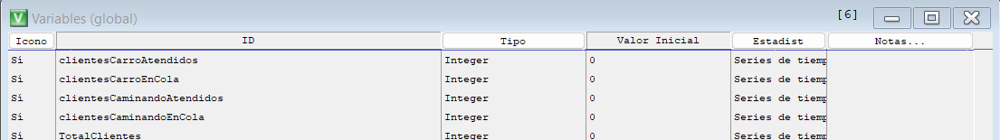 V Variables (global) [6]
Icono ID Tipo Valor Inicial Estadist Notas...
Sí clientesCarroAtendidos Integer 0 Series de tiemp
Sí clientesCarroEnCola Integer 0 Series de tiemp
Sí clientesCaminandoAtendidos Integer 0 Series de tiemp
Sí clientesCaminandoEnCola Integer 0 Series de tiemp
Sí TotalClientes Integer 0 Series de tiemp